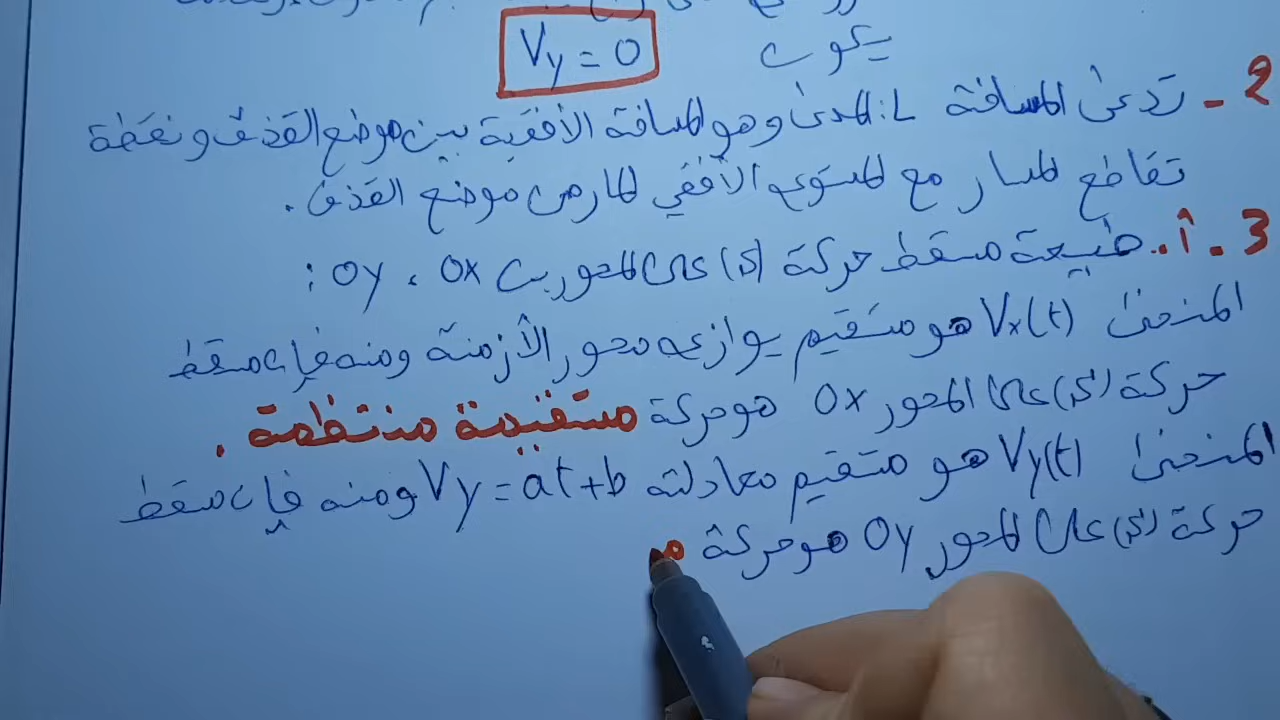 يكون Vy = 0
2 - تدعى المسافة L: المدى وهو المسافة الأفقية بين موضع القذف ونقطة
تقاطع المسار مع المستوي الأفقي المار من موضع القذف.
3 - أ.. طبيعة مسقط حركة (S) على المحورين OX ، OY :
المنحنى Vx(t) هو مستقيم يوازي محور الأزمنة ومنه فإن مسقط
حركة (S) على المحور OX هو حركة مستقيمة منتظمة .
المنحنى Vy(t) هو مستقيم معادلته Vy = at+b ومنه فإن مسقط
حركة (S) على المحور OY هو حركة م